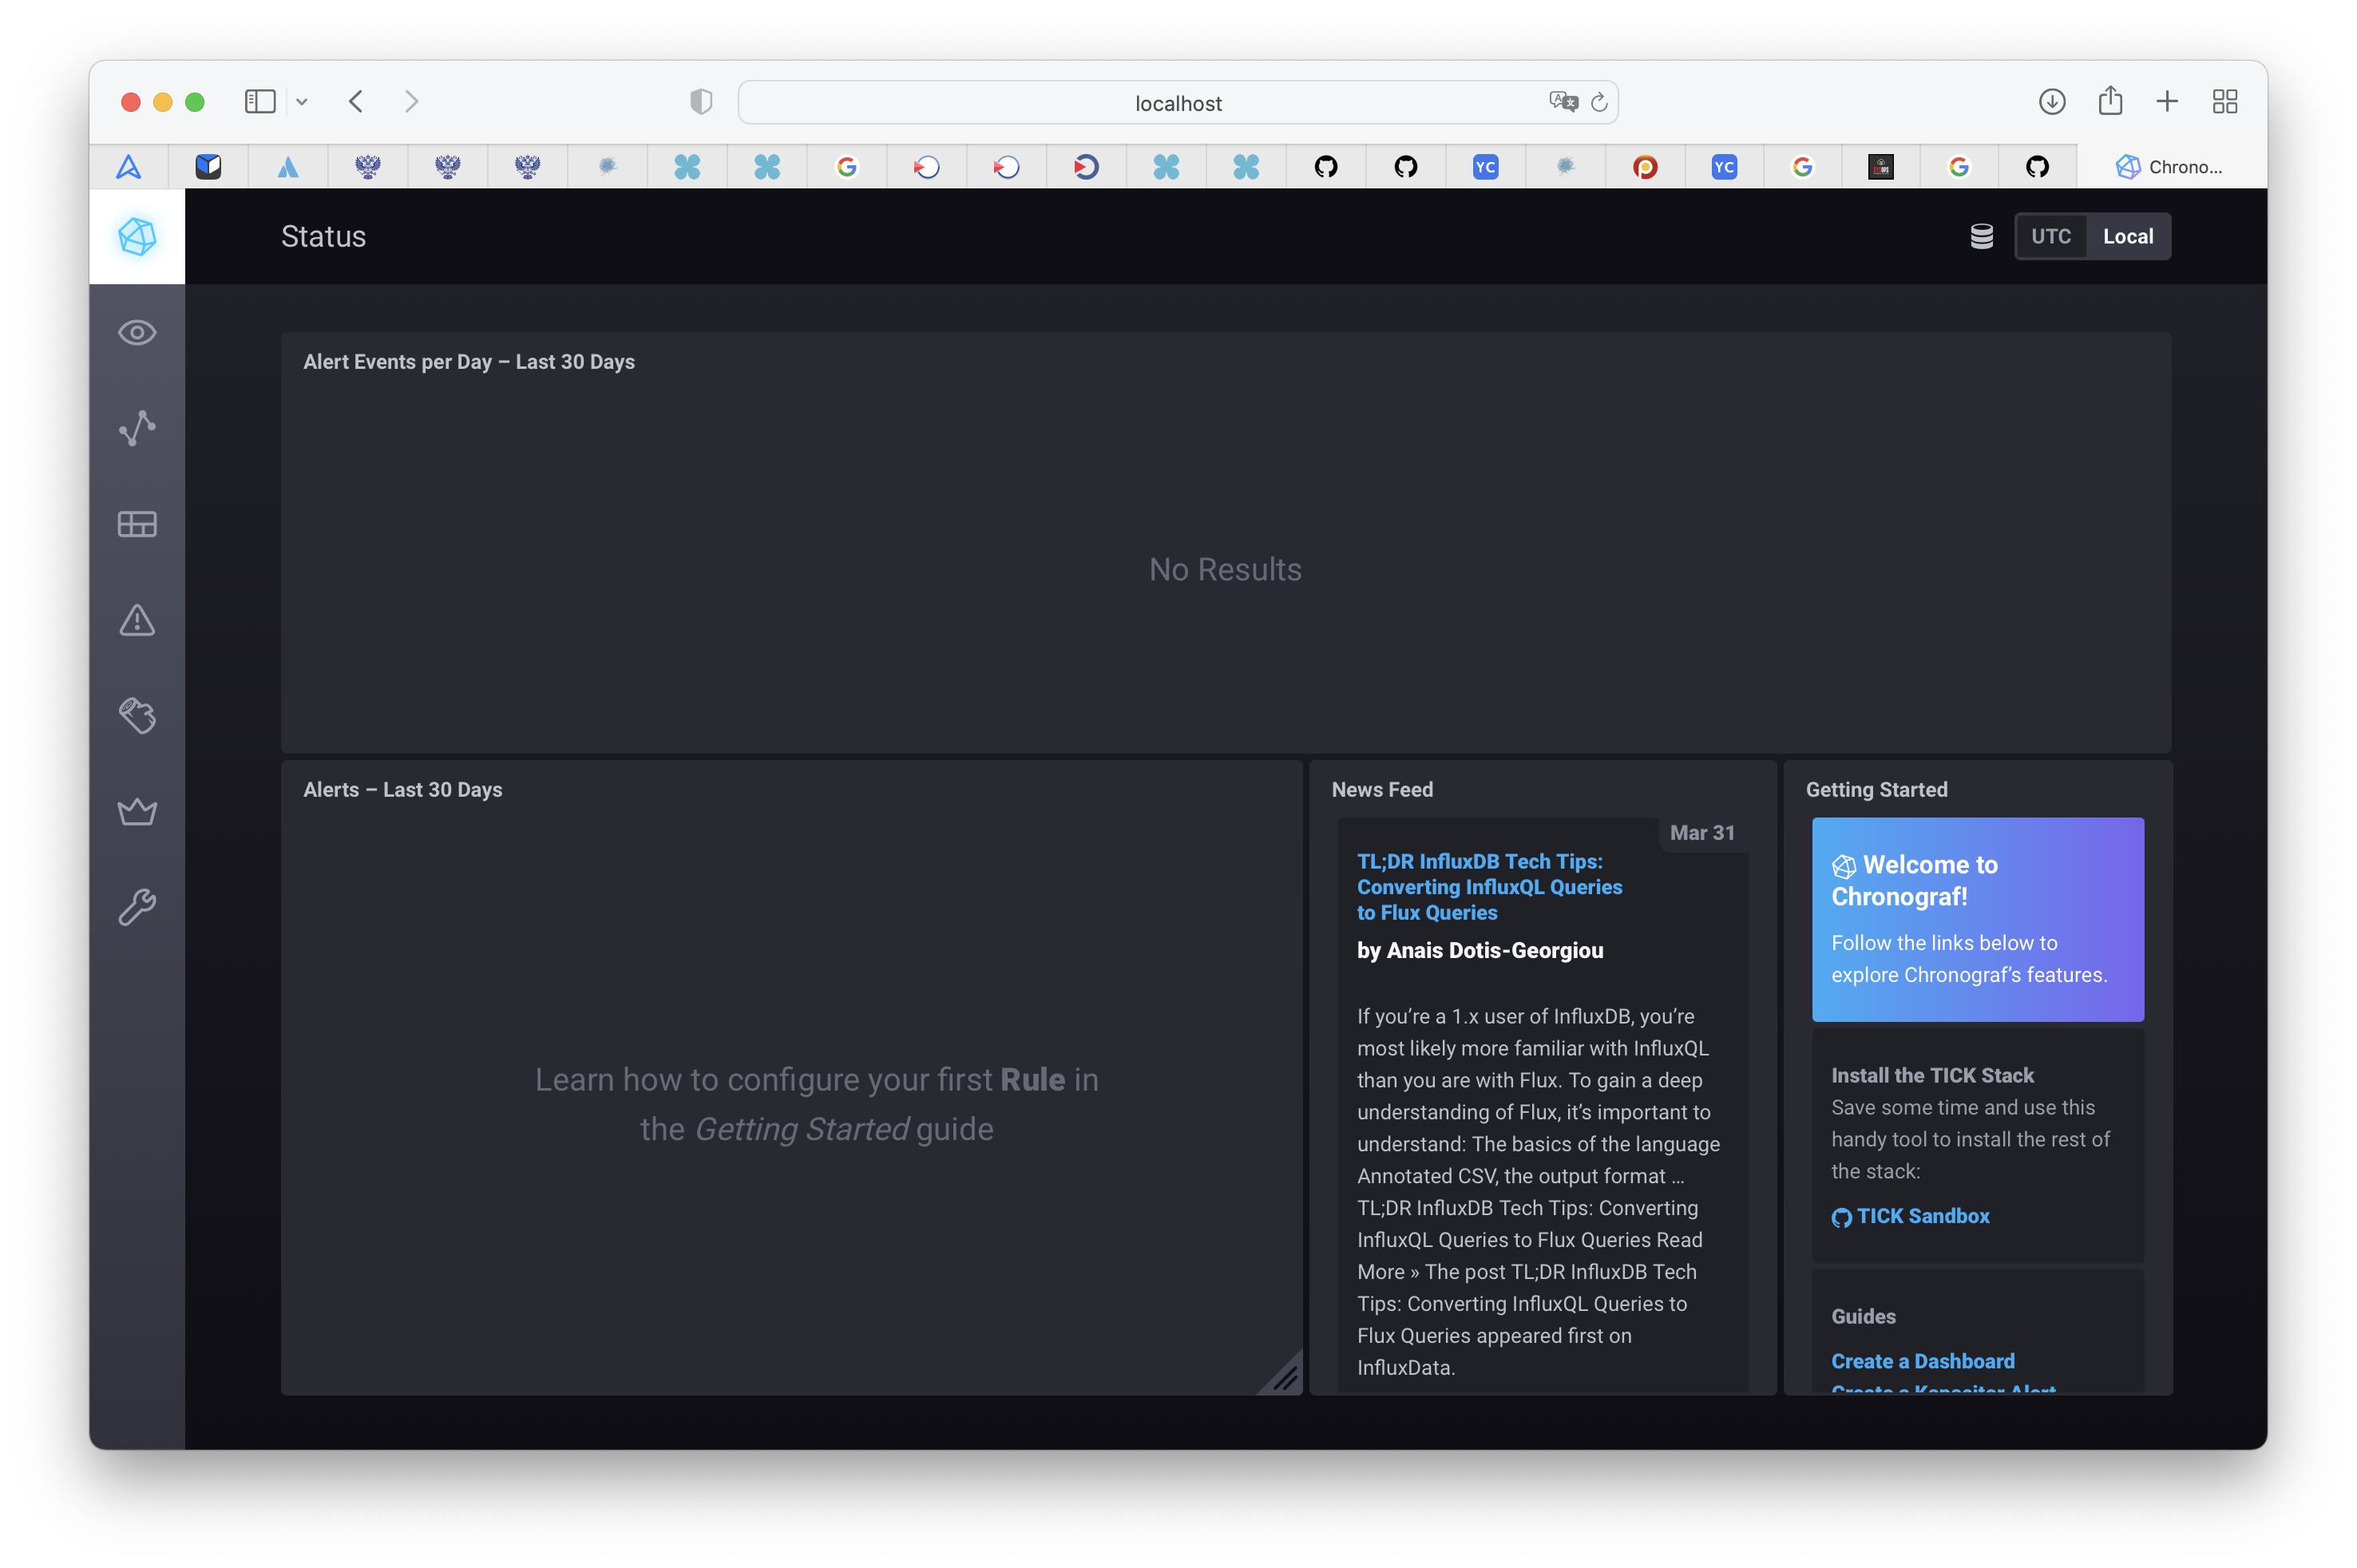 localhost
YC
YC
Chrono...
Status
UTC
Local
Alert Events per Day – Last 30 Days
No Results
Alerts – Last 30 Days
Learn how to configure your first Rule in
the Getting Started guide
News Feed
Mar 31
TL;DR InfluxDB Tech Tips:
Converting InfluxQL Queries
to Flux Queries
by Anais Dotis-Georgiou
If you’re a 1.x user of InfluxDB, you’re
most likely more familiar with InfluxQL
than you are with Flux. To gain a deep
understanding of Flux, it’s important to
understand: The basics of the language
Annotated CSV, the output format ...
TL;DR InfluxDB Tech Tips: Converting
InfluxQL Queries to Flux Queries Read
More » The post TL;DR InfluxDB Tech
Tips: Converting InfluxQL Queries to
Flux Queries appeared first on
InfluxData.
Getting Started
Welcome to
Chronograf!
Follow the links below to
explore Chronograf’s features.
Install the TICK Stack
Save some time and use this
handy tool to install the rest of
the stack:
TICK Sandbox
Guides
Create a Dashboard
Create a Kapacitor Alert